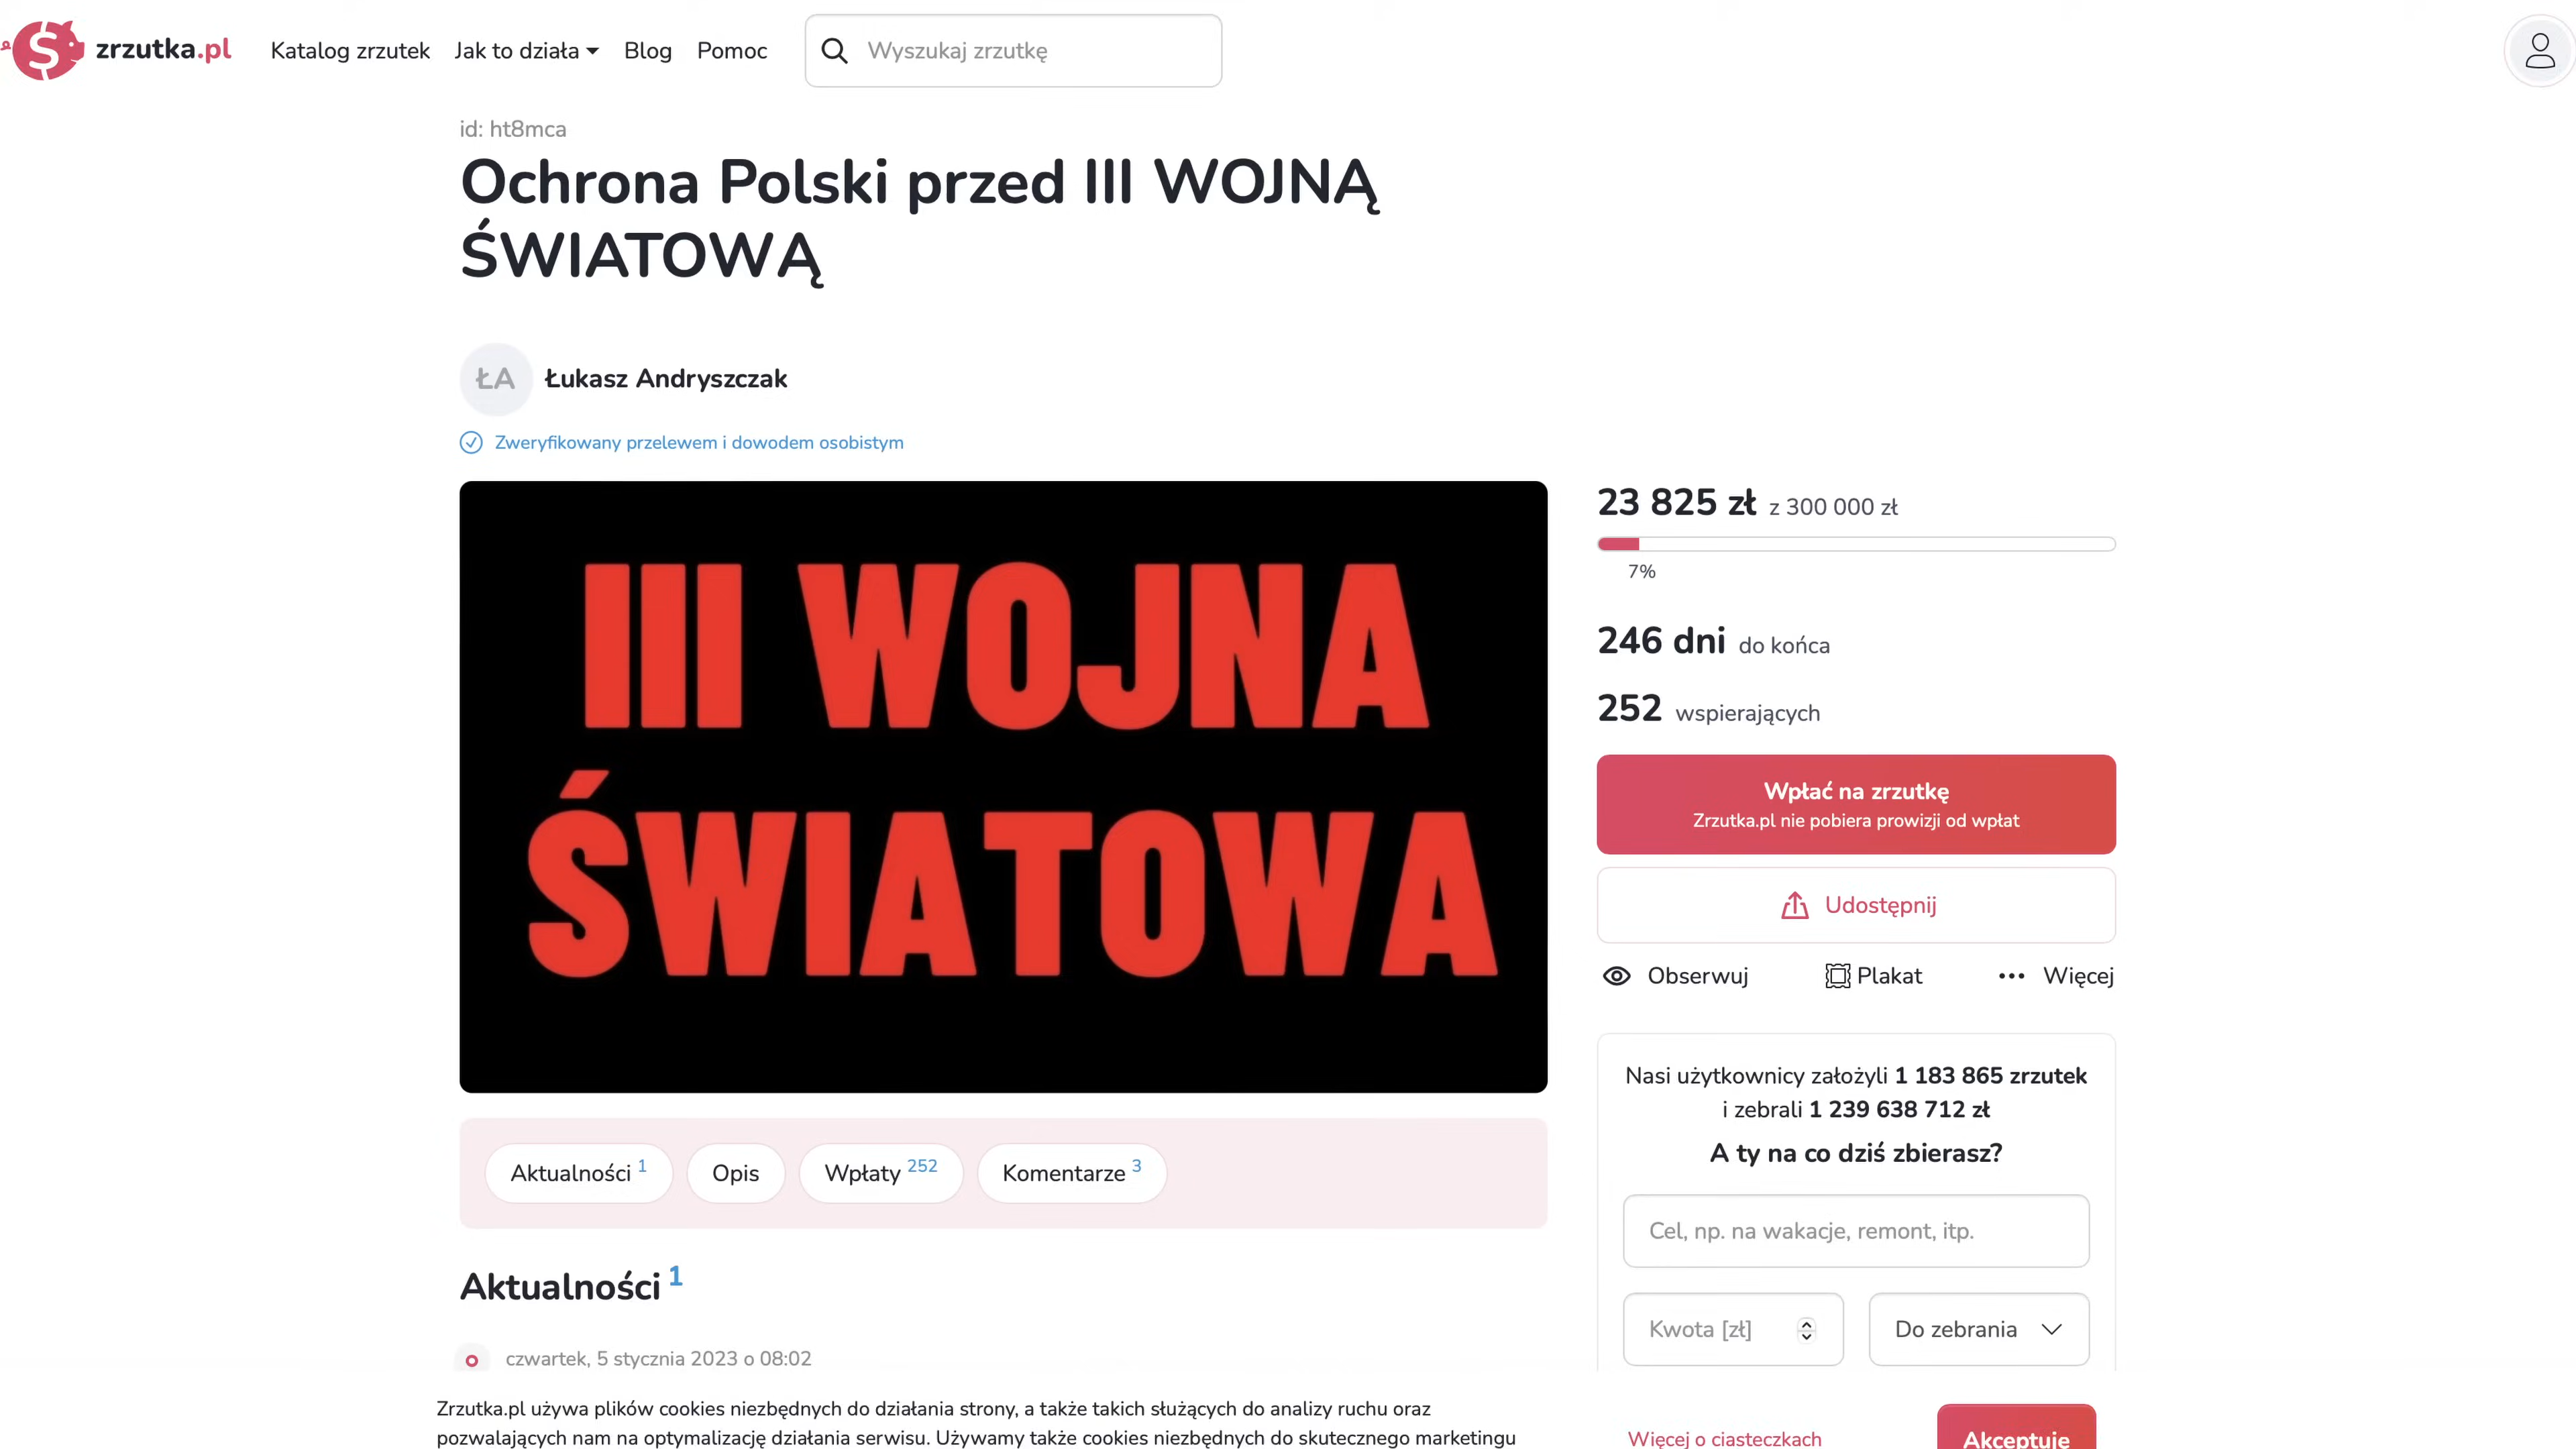 zrzutka.pl
Katalog zrzutek
Jak to działa
Blog
Pomoc
Wyszukaj zrzutkę
id: ht8mca
Ochrona Polski przed III WOJNĄ
ŚWIATOWĄ
ŁA
Łukasz Andryszczak
Zweryfikowany przelewem i dowodem osobistym
III WOJNA
ŚWIATOWA
23 825 zł z 300 000 zł
7%
246 dni do końca
252 wspierających
Wpłać na zrzutkę
Zrzutka.pl nie pobiera prowizji od wpłat
Udostępnij
Obserwuj
Plakat
Więcej
Nasi użytkownicy założyli 1 183 865 zrzutek
i zebrali 1 239 638 712 zł
A ty na co dziś zbierasz?
Cel, np. na wakacje, remont, itp.
Kwota [zł]
Do zebrania
Aktualności 1
Opis
Wpłaty 252
Komentarze 3
Aktualności 1
czwartek, 5 stycznia 2023 o 08:02
Zrzutka.pl używa plików cookies niezbędnych do działania strony, a także takich służących do analizy ruchu oraz
pozwalających nam na optymalizację działania serwisu. Używamy także cookies niezbędnych do skutecznego marketingu
Więcej o ciasteczkach
Akceptuję